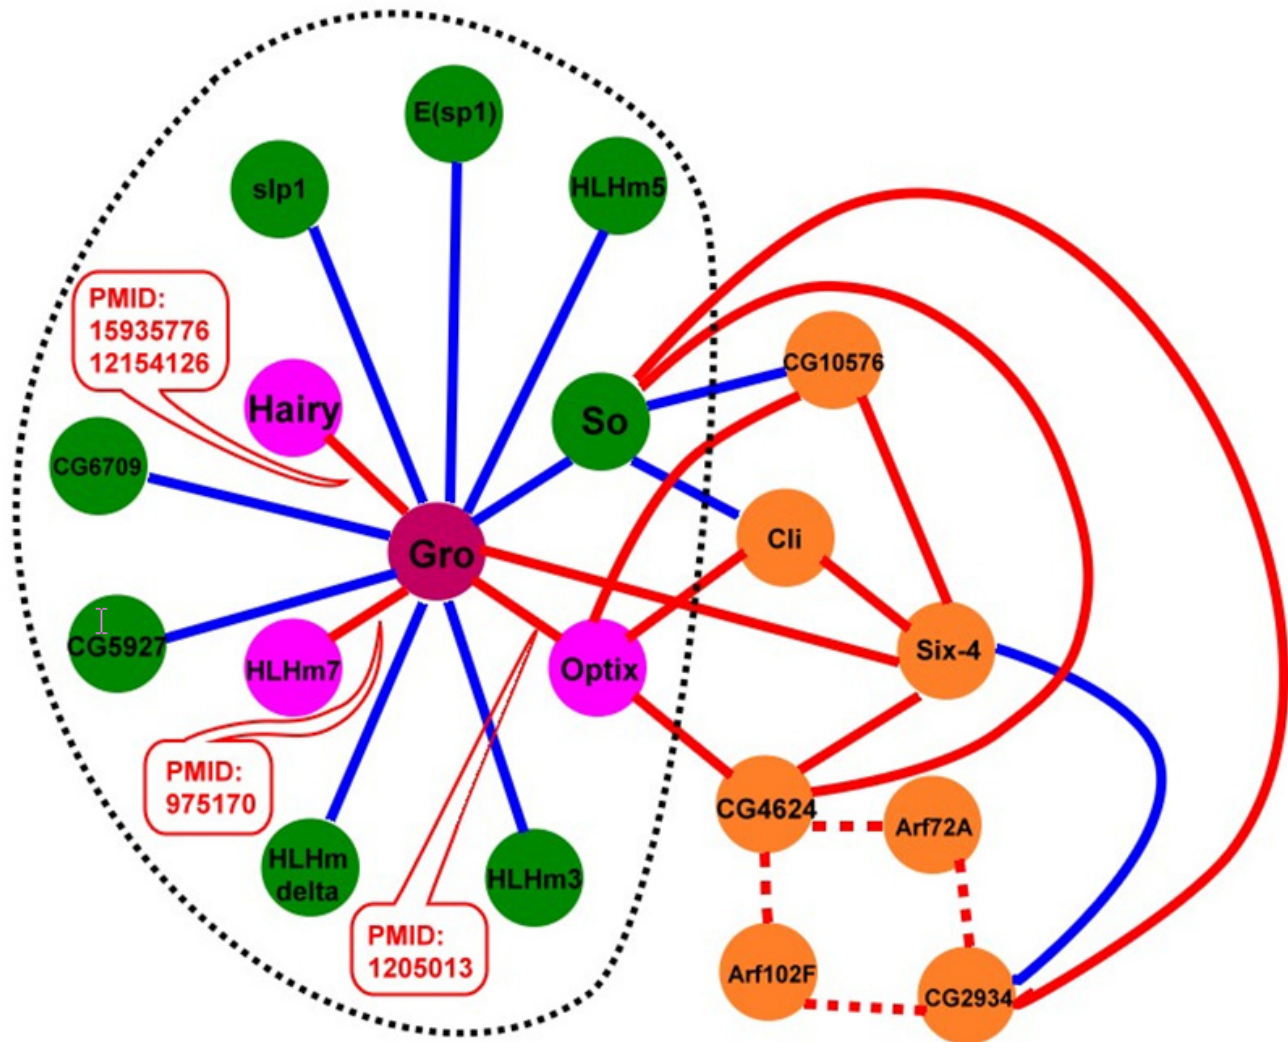 E(sp1)
slp1
HLHm5
PMID:
15935776
12154126
CG10576
Hairy
So
CG6709
Cli
Gro
CG5927
HLHm7
Optix
Six-4
PMID:
975170
CG4624
Arf72A
HLHm
delta
HLHm3
PMID:
1205013
Arf102F
CG2934